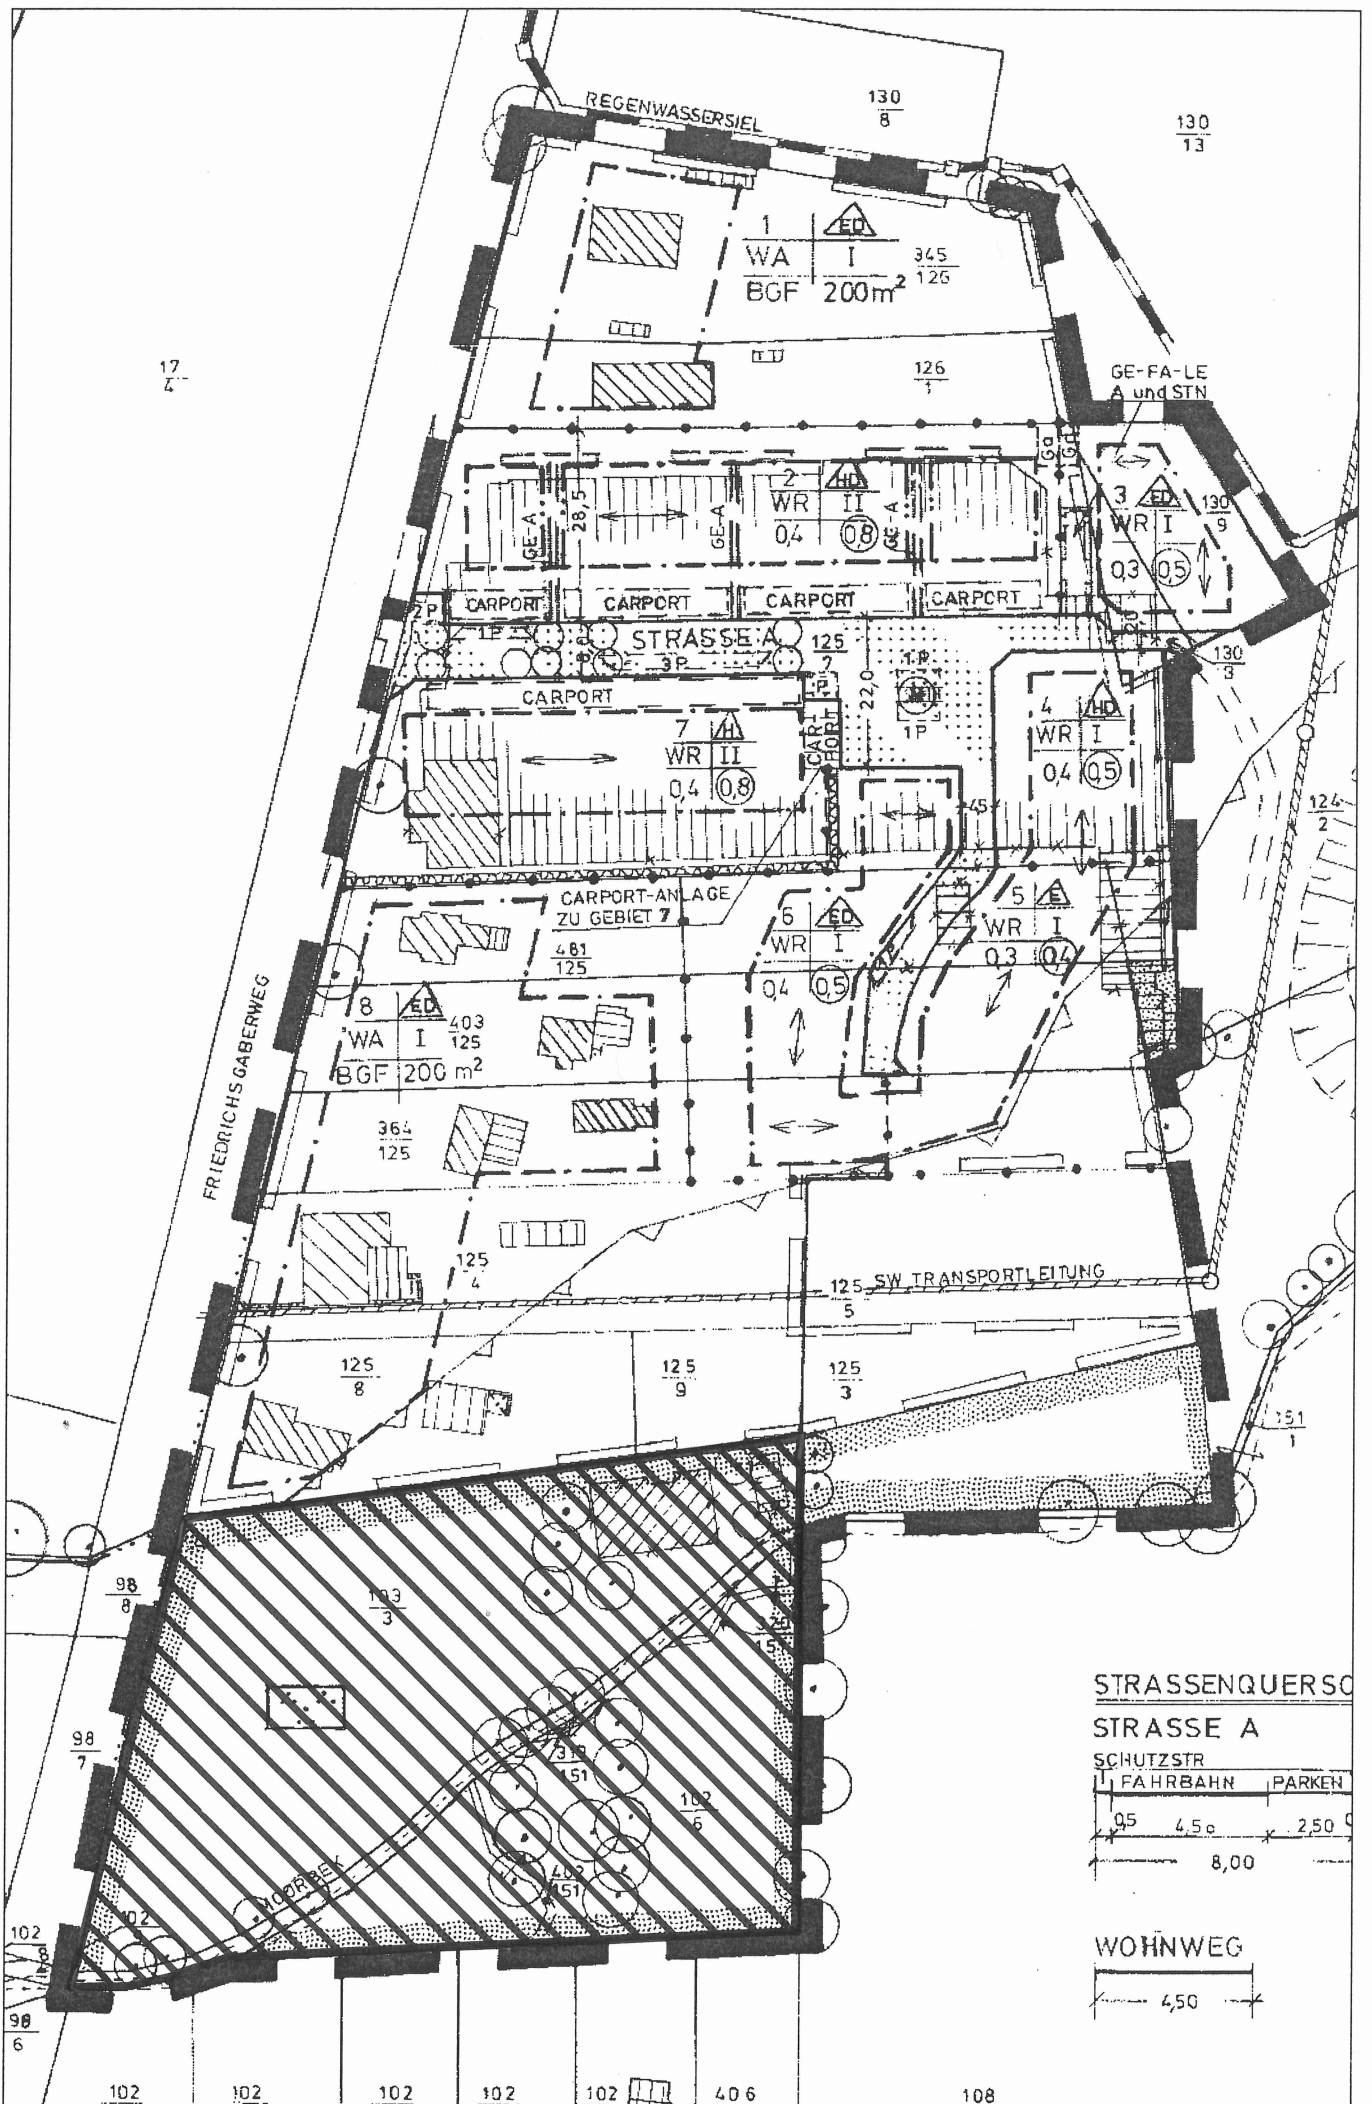 REGENWASSERSIEL
130
8
130
13
1 ED
WA I
BGF 200m²
345
126
17
4
126
1
GE-FA-LE
A und STN
Ga
Ga
2 HD
WR II
0,4 0,8
GE-A
28,5
GE-A
GE-A
3 ED
WR I
0,3 0,5
130
9
2P
CARPORT
CARPORT
CARPORT
CARPORT
1P
STRASSE A
3P
125
7
130
3
CARPORT
P
22,0
1P
1P
CAR-
PORT
7 H
WR II
0,4 0,8
4 HD
WR I
0,4 0,5
45
124
2
CARPORT-ANLAGE
ZU GEBIET 7
481
125
6 ED
WR I
0,4 0,5
5 E
WR I
0,3 0,4
8 ED
WA I
BGF 200 m²
403
125
FRIEDRICHSGABERWEG
364
125
125
4
SW TRANSPORTLEITUNG
125
5
125
8
125
9
125
3
151
1
98
8
103
3
98
7
319
151
102
6
402
151
MOORBEK
102
102
98
6
STRASSENQUERSC
STRASSE A
SCHUTZSTR
FAHRBAHN PARKEN
0,5 4,5 2,50
8,00
WOHNWEG
4,50
102
102
102
102
102
406
108